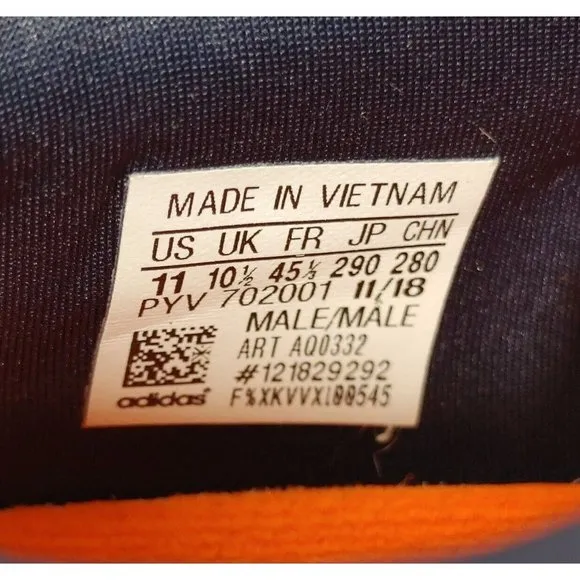 MADE IN VIETNAM
US UK FR JP CHN
11 10½ 45⅓ 290 280
PYV 702001 11/18
MALE/MALE
ART AQ0332
#121829292
adidas F%XKVVX100545